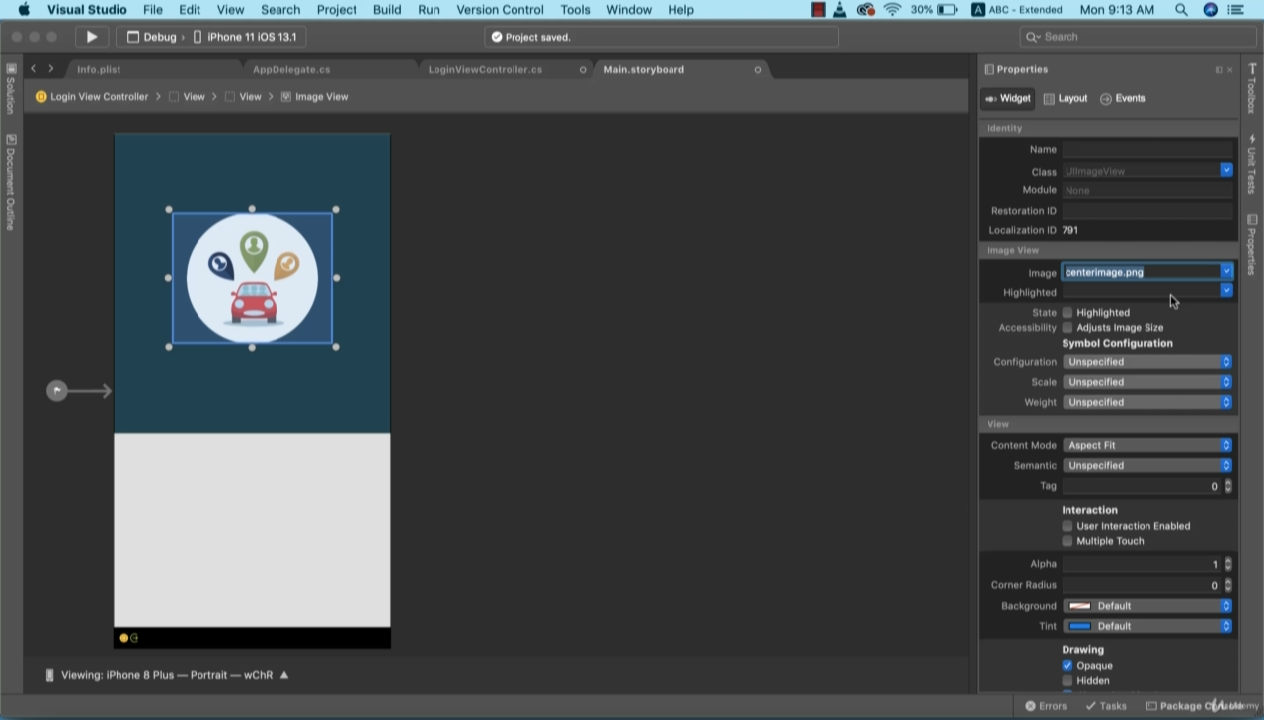 Visual Studio File Edit View Search Project Build Run Version Control Tools Window Help 30% A ABC - Extended Mon 9:13 AM
Debug › iPhone 11 iOS 13.1 Project saved. Search
Info.plist AppDelegate.cs LoginViewController.cs Main.storyboard
Login View Controller > View > View > Image View
Solution
Document Outline
Viewing: iPhone 8 Plus — Portrait — wChR
Properties
Widget Layout Events
Identity
Name
Class UIImageView
Module None
Restoration ID
Localization ID 791
Image View
Image centerimage.png
Highlighted
State Highlighted
Accessibility Adjusts Image Size
Symbol Configuration
Configuration Unspecified
Scale Unspecified
Weight Unspecified
View
Content Mode Aspect Fit
Semantic Unspecified
Tag 0
Interaction
User Interaction Enabled
Multiple Touch
Alpha 1
Corner Radius 0
Background Default
Tint Default
Drawing
Opaque
Hidden
Toolbox
Unit Tests
Properties
Errors Tasks Package